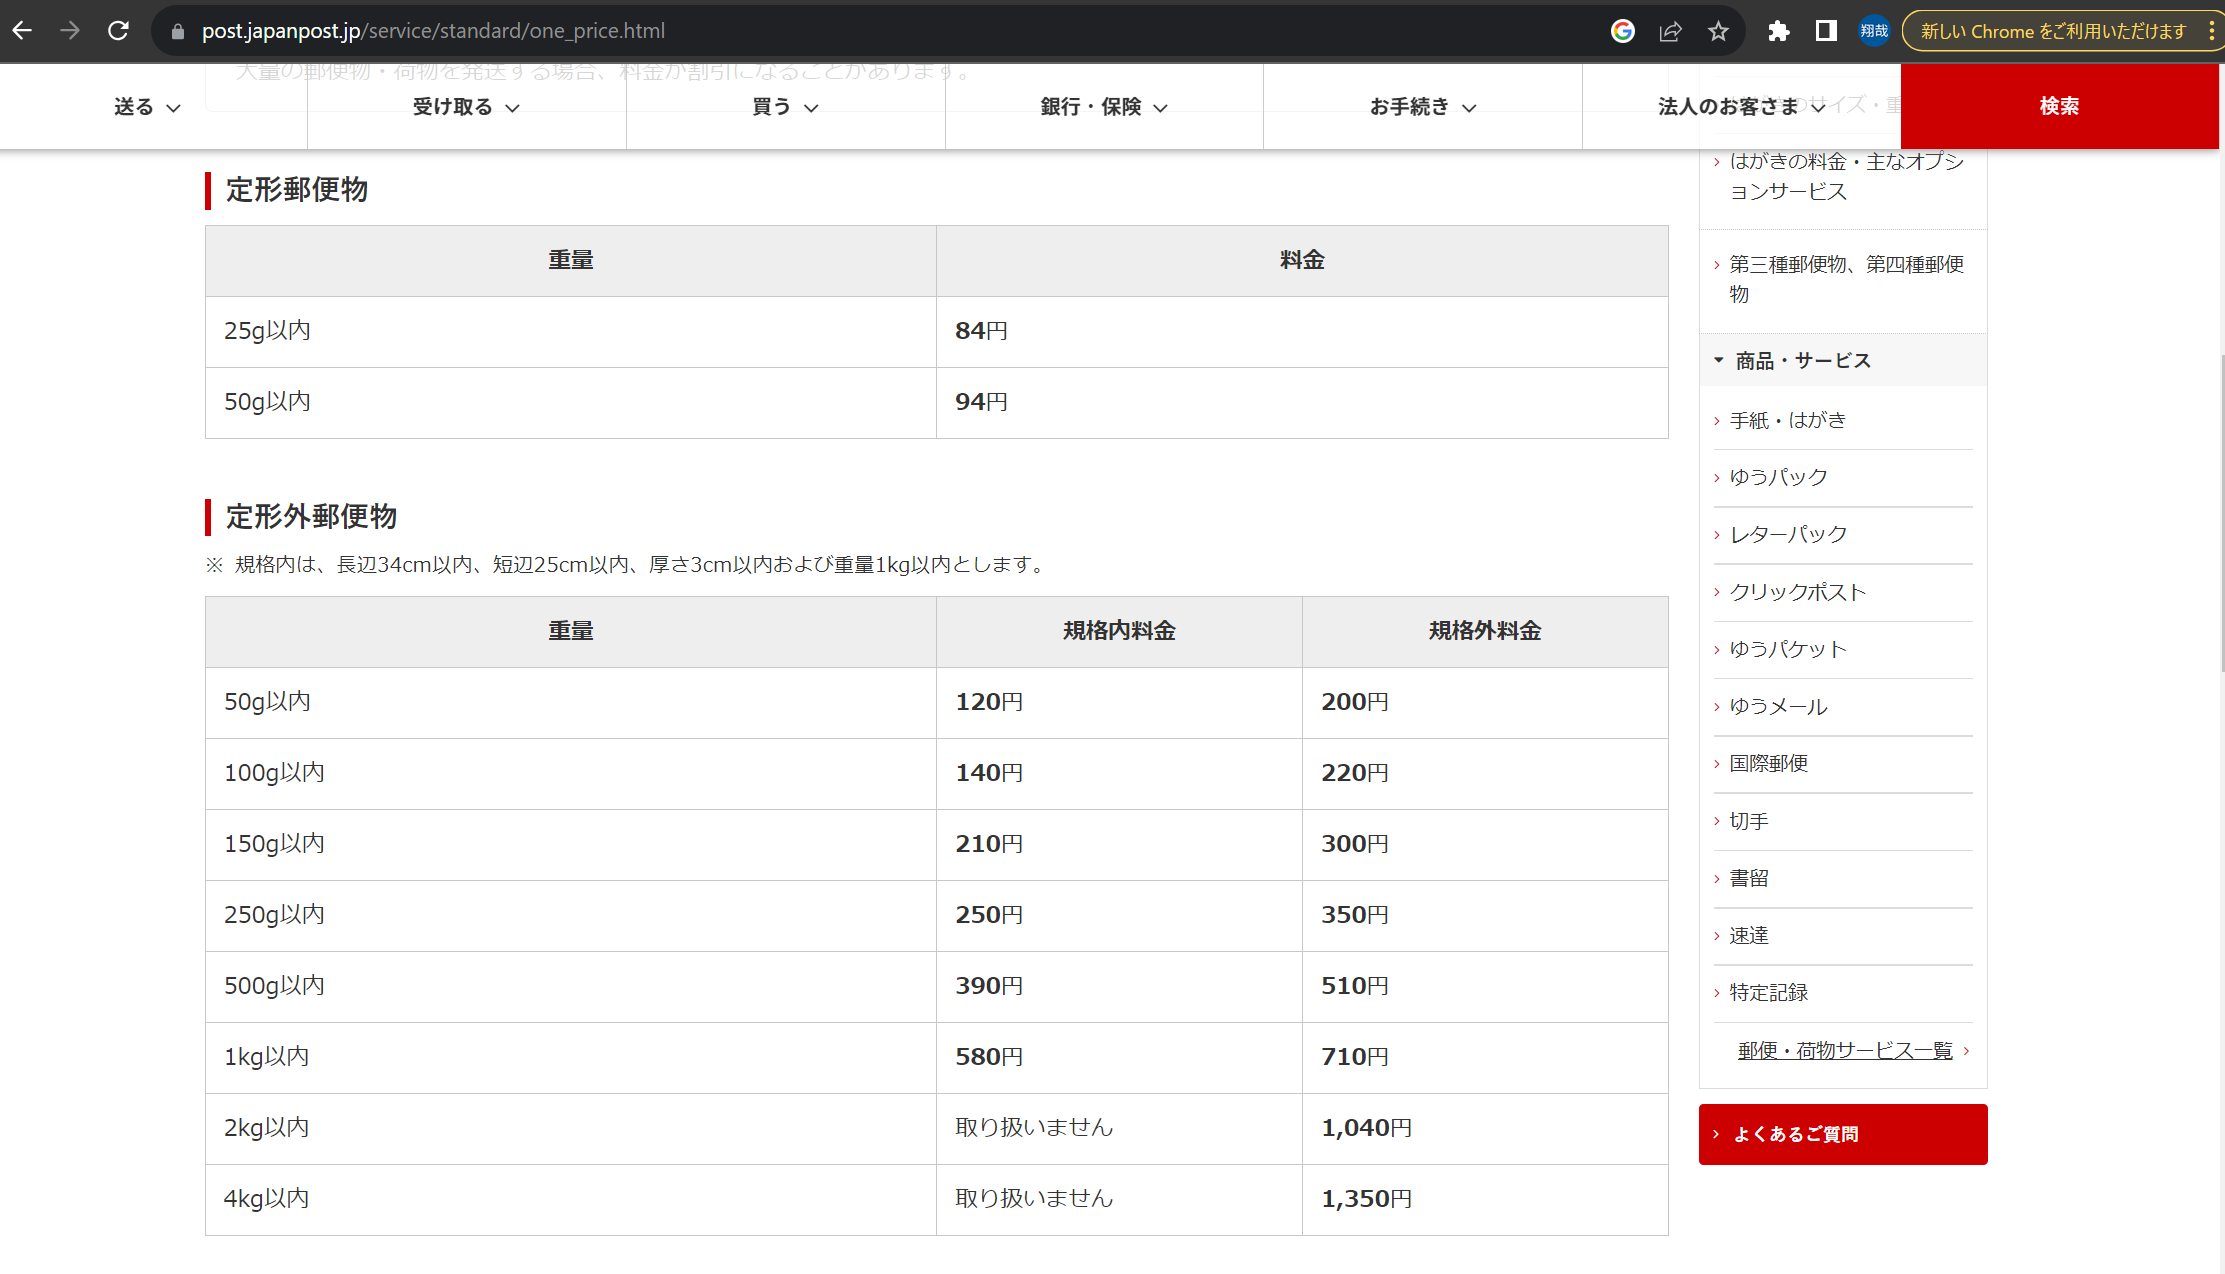 post.japanpost.jp/service/standard/one_price.html
翔哉
新しい Chrome をご利用いただけます
大量の郵便物・荷物を発送する場合、料金が割引になることがあります。
送る
受け取る
買う
銀行・保険
お手続き
法人のお客さま
検索
定形郵便物
重量 料金
25g以内 84円
50g以内 94円
定形外郵便物
※ 規格内は、長辺34cm以内、短辺25cm以内、厚さ3cm以内および重量1kg以内とします。
重量 規格内料金 規格外料金
50g以内 120円 200円
100g以内 140円 220円
150g以内 210円 300円
250g以内 250円 350円
500g以内 390円 510円
1kg以内 580円 710円
2kg以内 取り扱いません 1,040円
4kg以内 取り扱いません 1,350円
のサイズ・重
はがきの料金・主なオプシ
ョンサービス
第三種郵便物、第四種郵便
物
商品・サービス
手紙・はがき
ゆうパック
レターパック
クリックポスト
ゆうパケット
ゆうメール
国際郵便
切手
書留
速達
特定記録
郵便・荷物サービス一覧
よくあるご質問